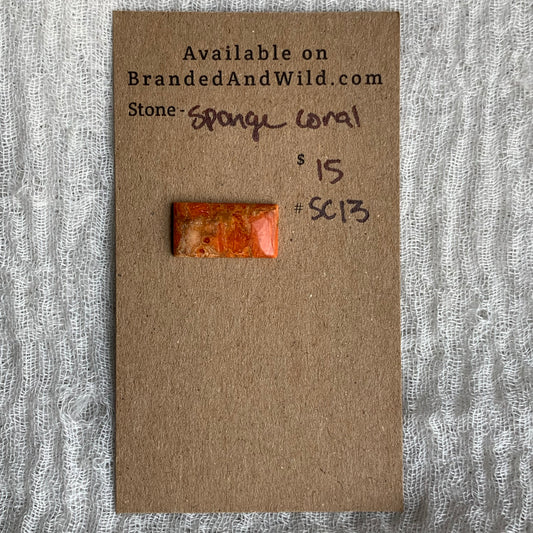 Available on
BrandedAndWild.com
Stone - Sponge Coral
$ 15
# SC13